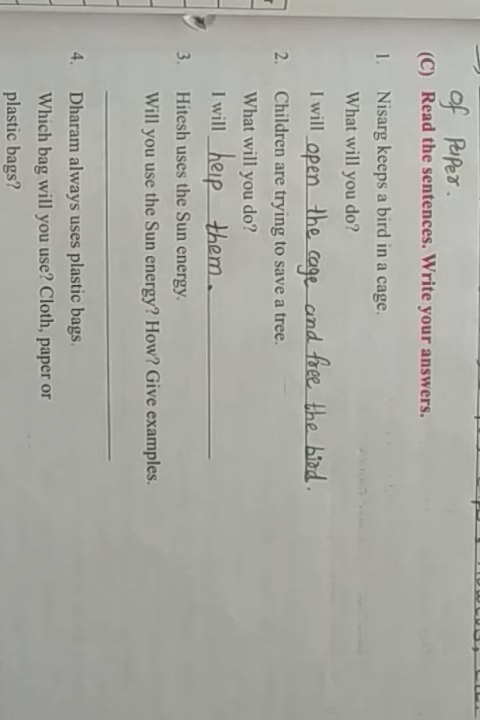 of Paper.
(C) Read the sentences. Write your answers.
1. Nisarg keeps a bird in a cage.
What will you do?
I will open the cage and free the bird.
2. Children are trying to save a tree.
What will you do?
I will help them.
3. Hitesh uses the Sun energy.
Will you use the Sun energy? How? Give examples.
4. Dharam always uses plastic bags.
Which bag will you use? Cloth, paper or
plastic bags?